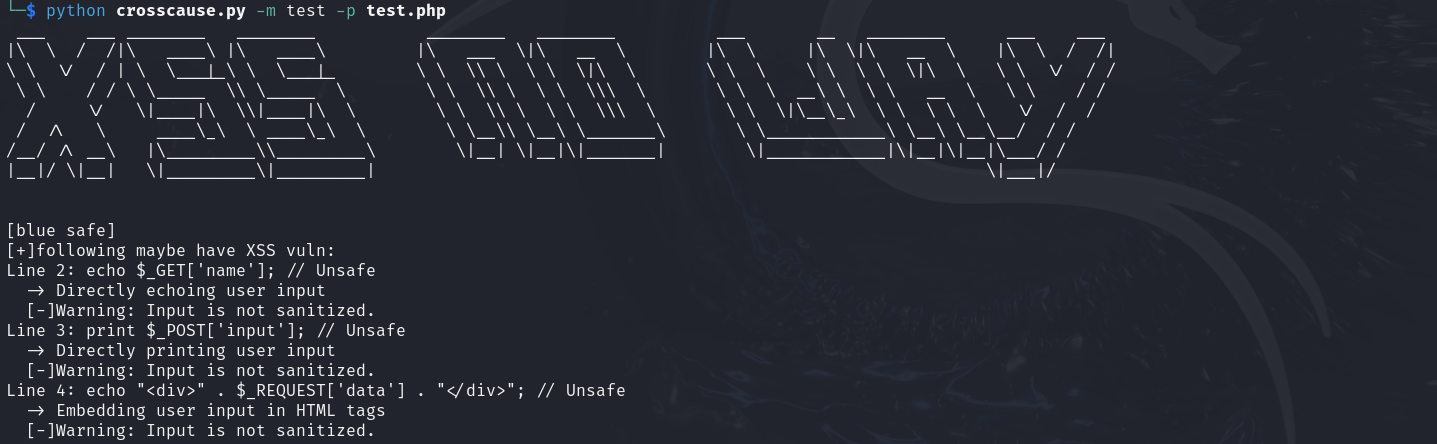 └─$ python crosscause.py -m test -p test.php
XSS no way
[blue safe]
[+]following maybe have XSS vuln:
Line 2: echo $_GET['name']; // Unsafe
  -> Directly echoing user input
  [-]Warning: Input is not sanitized.
Line 3: print $_POST['input']; // Unsafe
  -> Directly printing user input
  [-]Warning: Input is not sanitized.
Line 4: echo "<div>" . $_REQUEST['data'] . "</div>"; // Unsafe
  -> Embedding user input in HTML tags
  [-]Warning: Input is not sanitized.